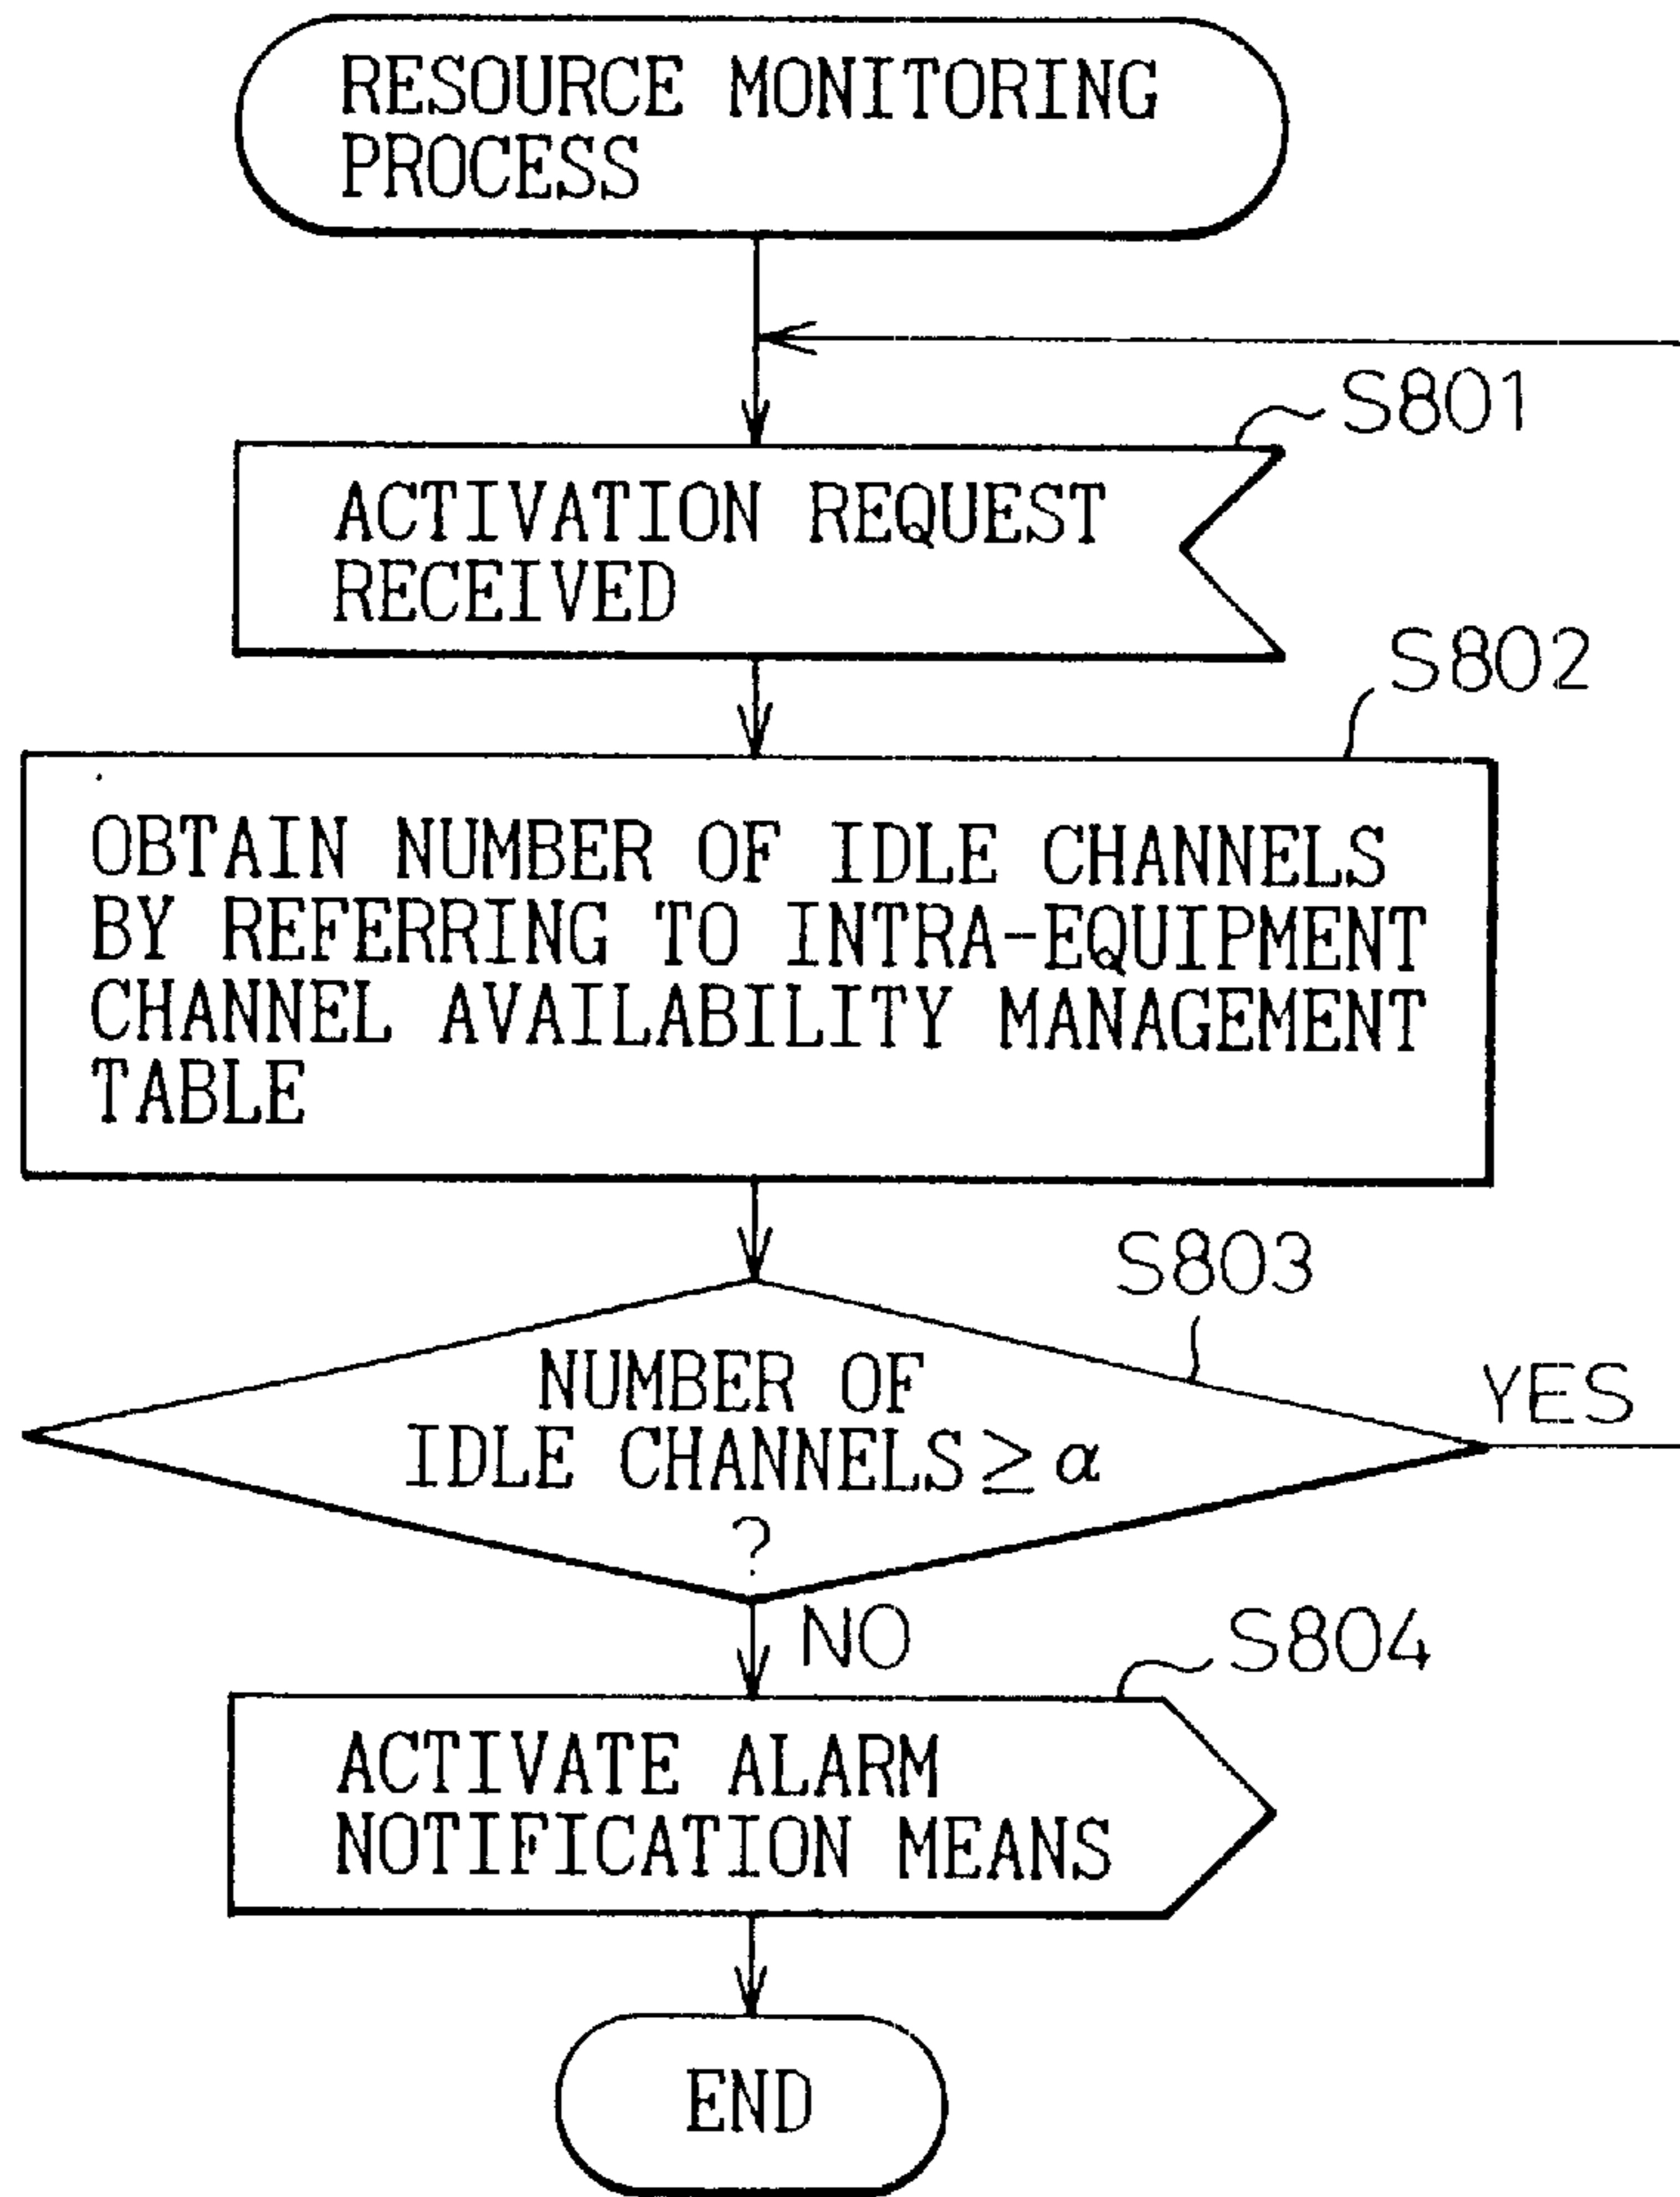 RESOURCE MONITORING
PROCESS
S801
ACTIVATION REQUEST
RECEIVED
S802
OBTAIN NUMBER OF IDLE CHANNELS
BY REFERRING TO INTRA-EQUIPMENT
CHANNEL AVAILABILITY MANAGEMENT
TABLE
S803
NUMBER OF
IDLE CHANNELS ≥ α
?
YES
NO
S804
ACTIVATE ALARM
NOTIFICATION MEANS
END